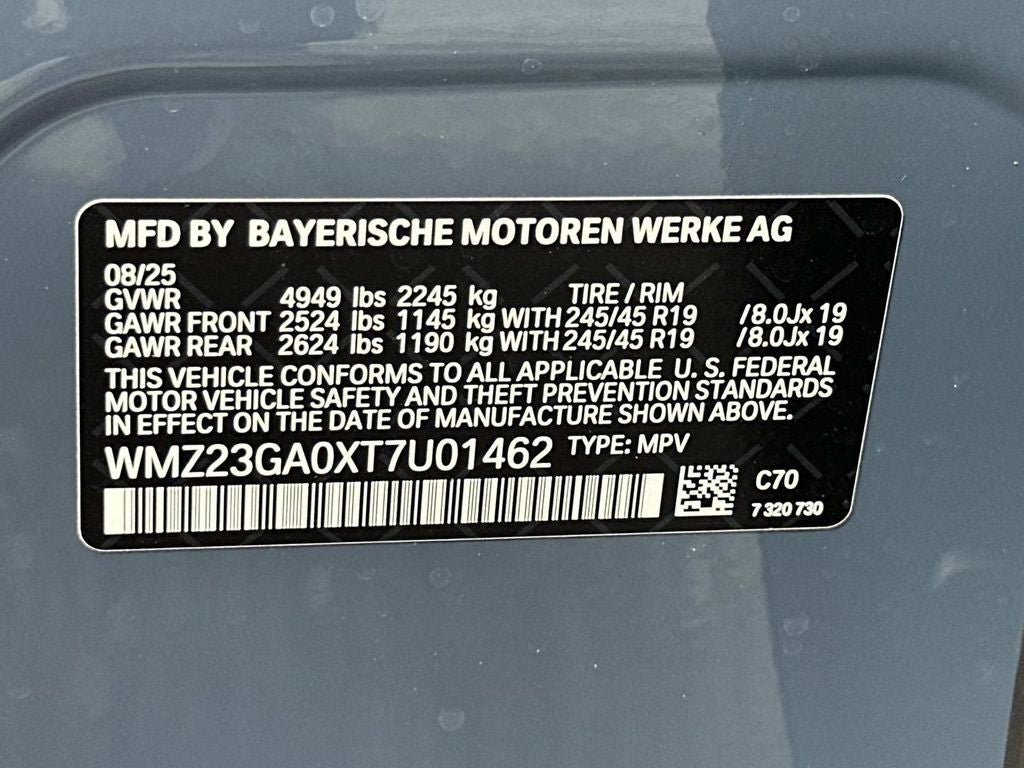 MFD BY BAYERISCHE MOTOREN WERKE AG
08/25
GVWR 4949 lbs 2245 kg TIRE / RIM
GAWR FRONT 2524 lbs 1145 kg WITH 245/45 R19 /8.0Jx 19
GAWR REAR 2624 lbs 1190 kg WITH 245/45 R19 /8.0Jx 19
THIS VEHICLE CONFORMS TO ALL APPLICABLE U. S. FEDERAL
MOTOR VEHICLE SAFETY AND THEFT PREVENTION STANDARDS
IN EFFECT ON THE DATE OF MANUFACTURE SHOWN ABOVE.
WMZ23GA0XT7U01462 TYPE: MPV
C70
7 320 730